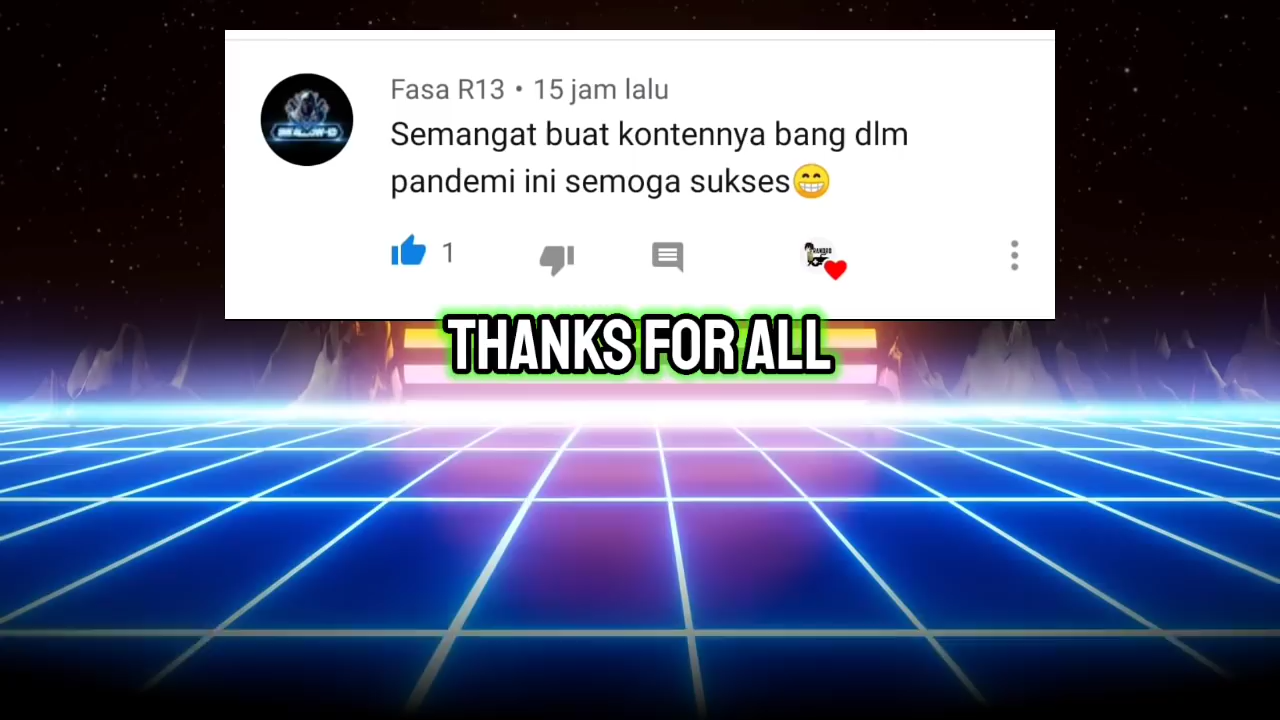 Fasa R13 • 15 jam lalu
Semangat buat kontennya bang dlm
pandemi ini semoga sukses😁
1
THANKS FOR ALL